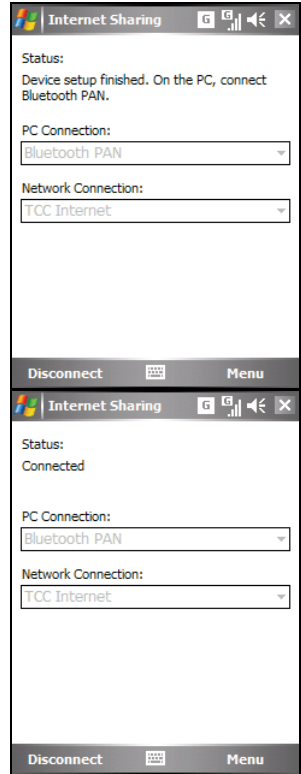 Internet Sharing G G
Status:
Device setup finished. On the PC, connect
Bluetooth PAN.
PC Connection:
Bluetooth PAN
Network Connection:
TCC Internet
Disconnect Menu
Internet Sharing G G
Status:
Connected
PC Connection:
Bluetooth PAN
Network Connection:
TCC Internet
Disconnect Menu